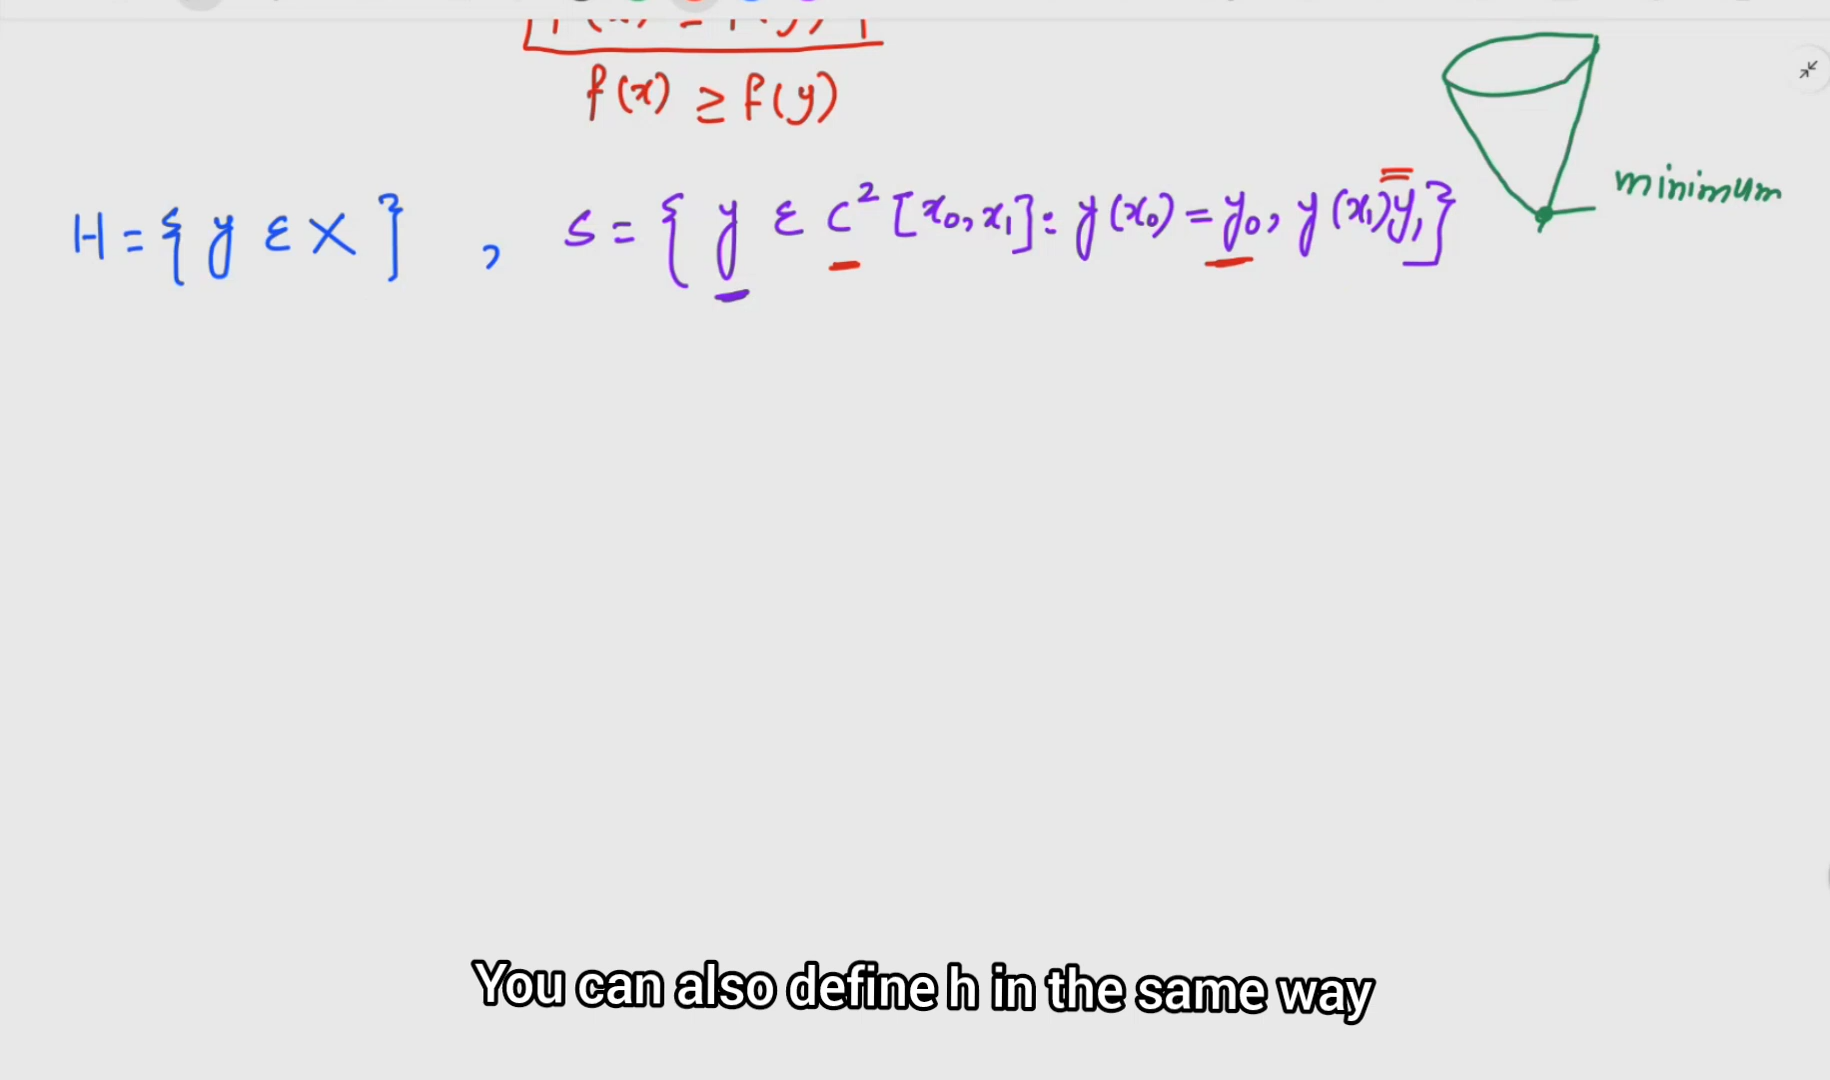 f(x) ≥ f(y)
minimum
H = { y ε X } , S = { y ε C² [x₀, x₁] : y(x₀) = y₀, y(x₁) y₁ }
You can also define h in the same way